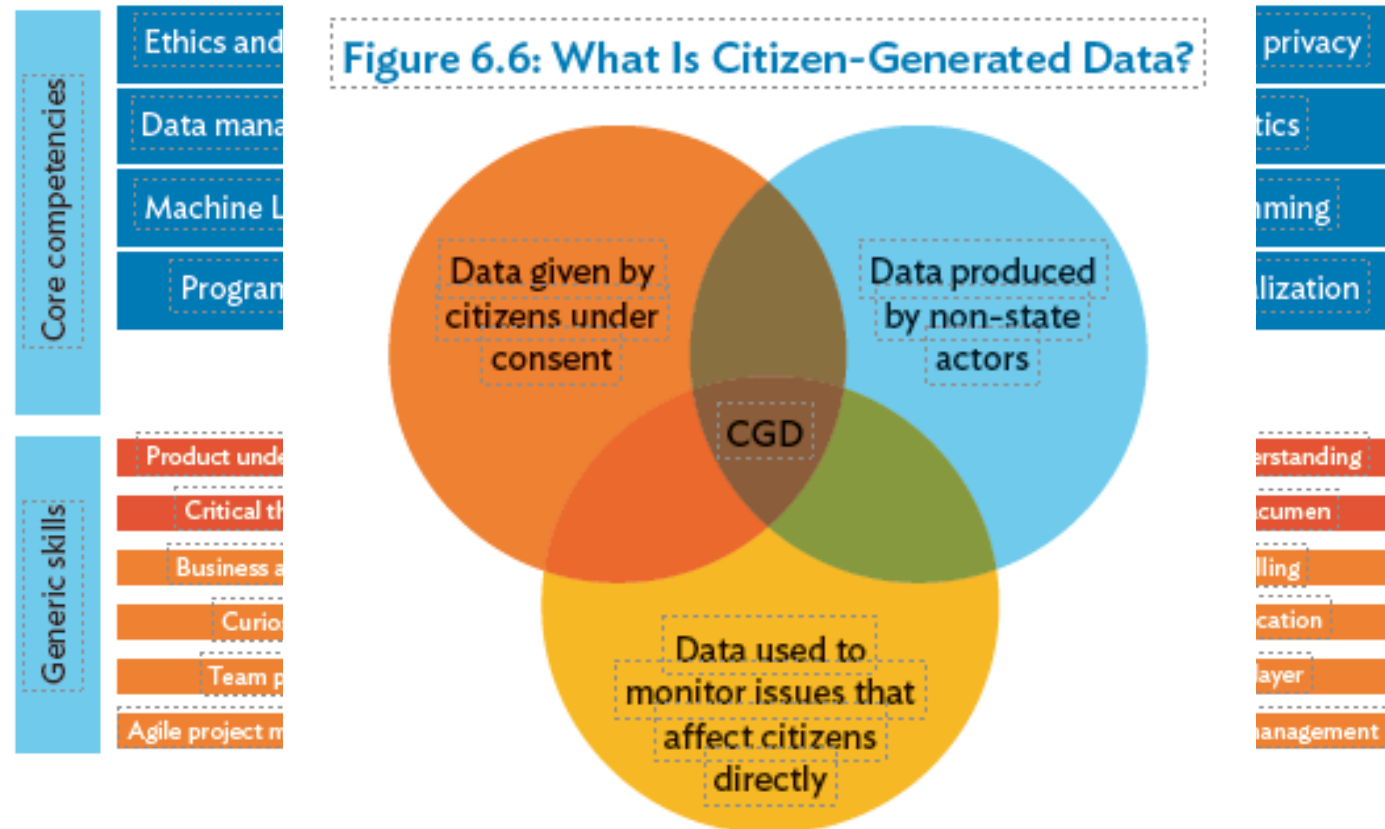 Core competencies
Ethics and
Data mana
Machine L
Program
Generic skills
Product unde
Critical th
Business a
Curio
Team p
Agile project m
Figure 6.6: What Is Citizen-Generated Data?
Data given by
citizens under
consent
Data produced
by non-state
actors
CGD
Data used to
monitor issues that
affect citizens
directly
privacy
tics
mming
lization
erstanding
acumen
lling
cation
layer
anagement